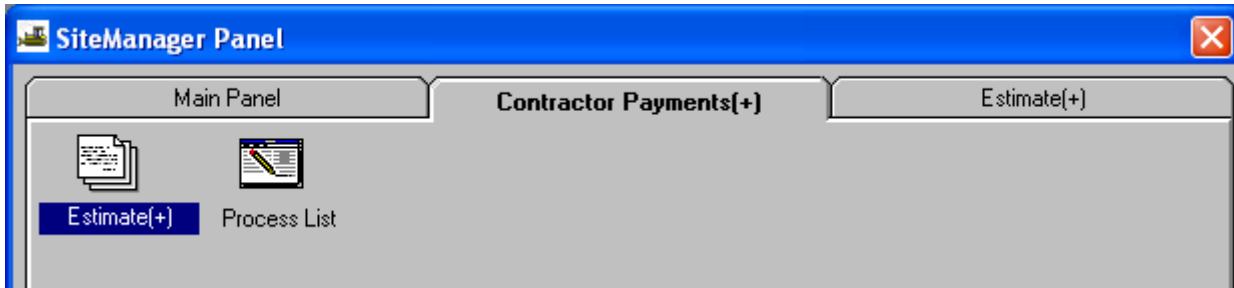 SiteManager Panel
Main Panel
Contractor Payments(+)
Estimate(+)
Estimate(+)
Process List